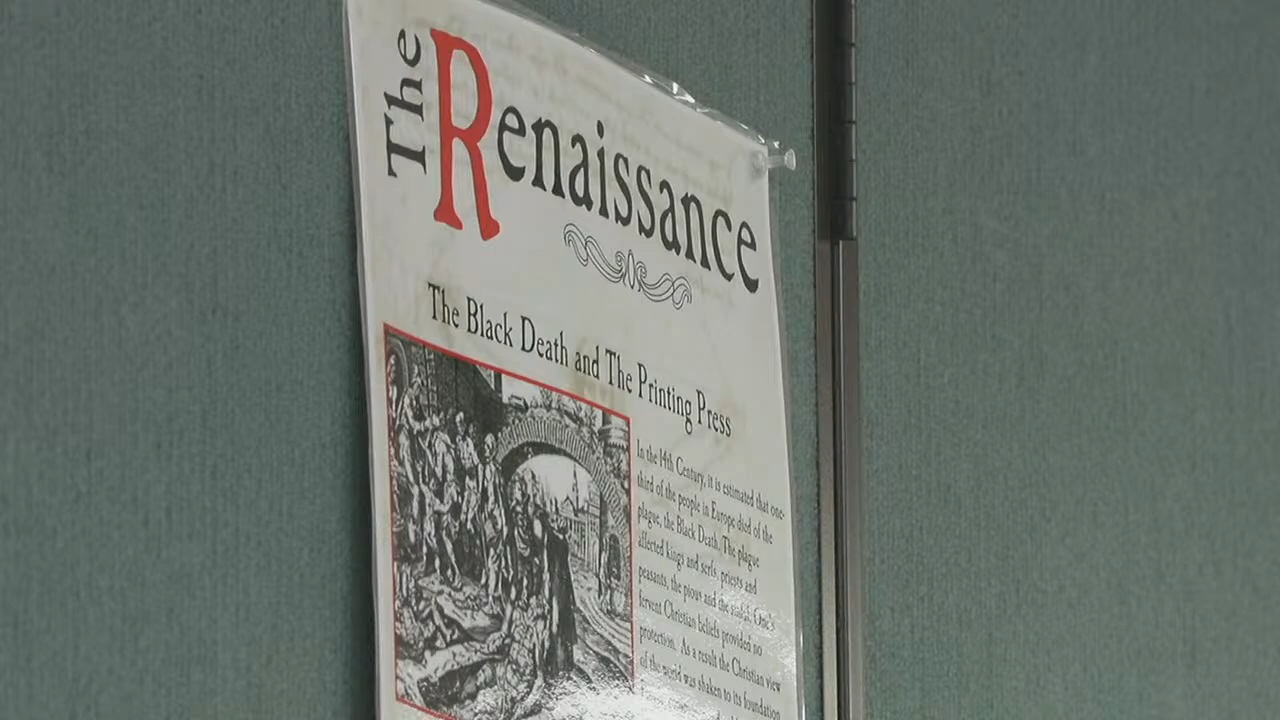 The Renaissance
The Black Death and The Printing Press
In the 14th Century, it is estimated that one-
third of the people in Europe died of the
plague, the Black Death. The plague
affected kings and serfs, priests and
peasants, the pious and the sinful. One's
fervent Christian beliefs provided no
protection. As a result the Christian view
of the world was shaken to its foundation